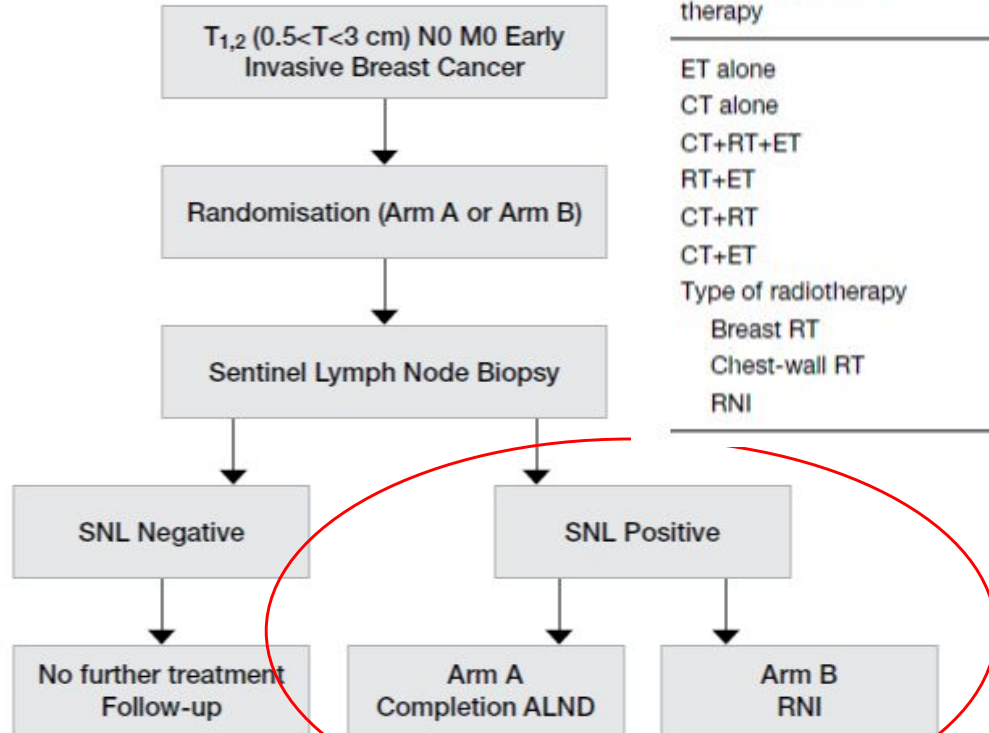 T1,2 (0.5<T<3 cm) N0 M0 Early
Invasive Breast Cancer
Randomisation (Arm A or Arm B)
Sentinel Lymph Node Biopsy
SNL Negative
SNL Positive
No further treatment
Follow-up
Arm A
Completion ALND
Arm B
RNI
therapy
ET alone
CT alone
CT+RT+ET
RT+ET
CT+RT
CT+ET
Type of radiotherapy
Breast RT
Chest-wall RT
RNI